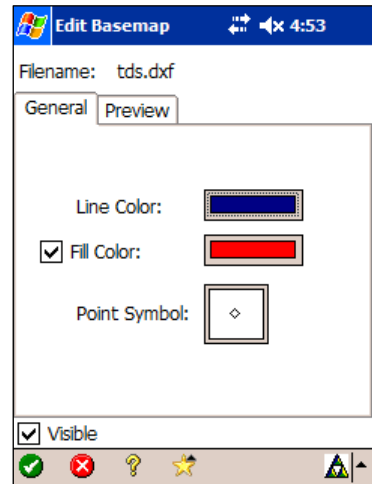 Edit Basemap 4:53
Filename: tds.dxf
General Preview
Line Color:
Fill Color:
Point Symbol:
Visible